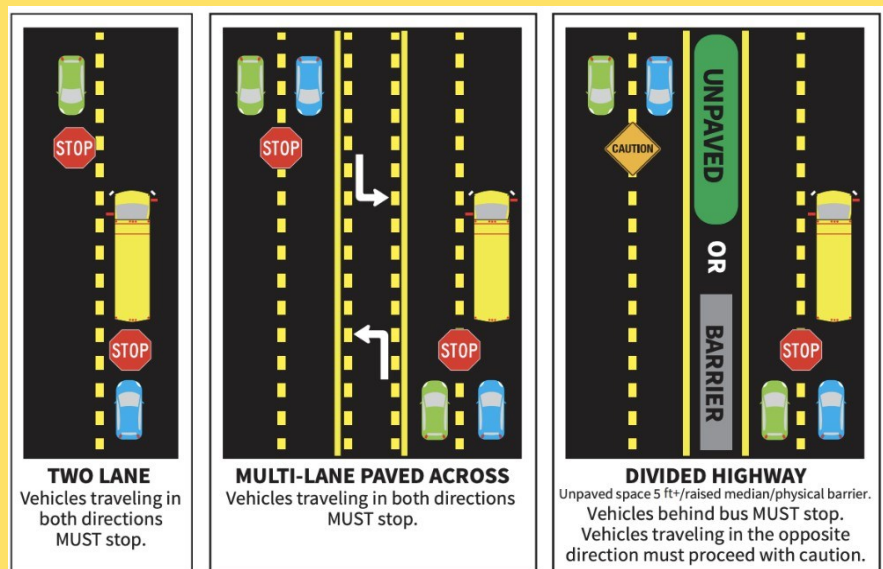 STOP
STOP
TWO LANE
Vehicles traveling in
both directions
MUST stop.
STOP
STOP
MULTI-LANE PAVED ACROSS
Vehicles traveling in both directions
MUST stop.
CAUTION
UNPAVED
OR
BARRIER
STOP
DIVIDED HIGHWAY
Unpaved space 5 ft+/raised median/physical barrier.
Vehicles behind bus MUST stop.
Vehicles traveling in the opposite
direction must proceed with caution.